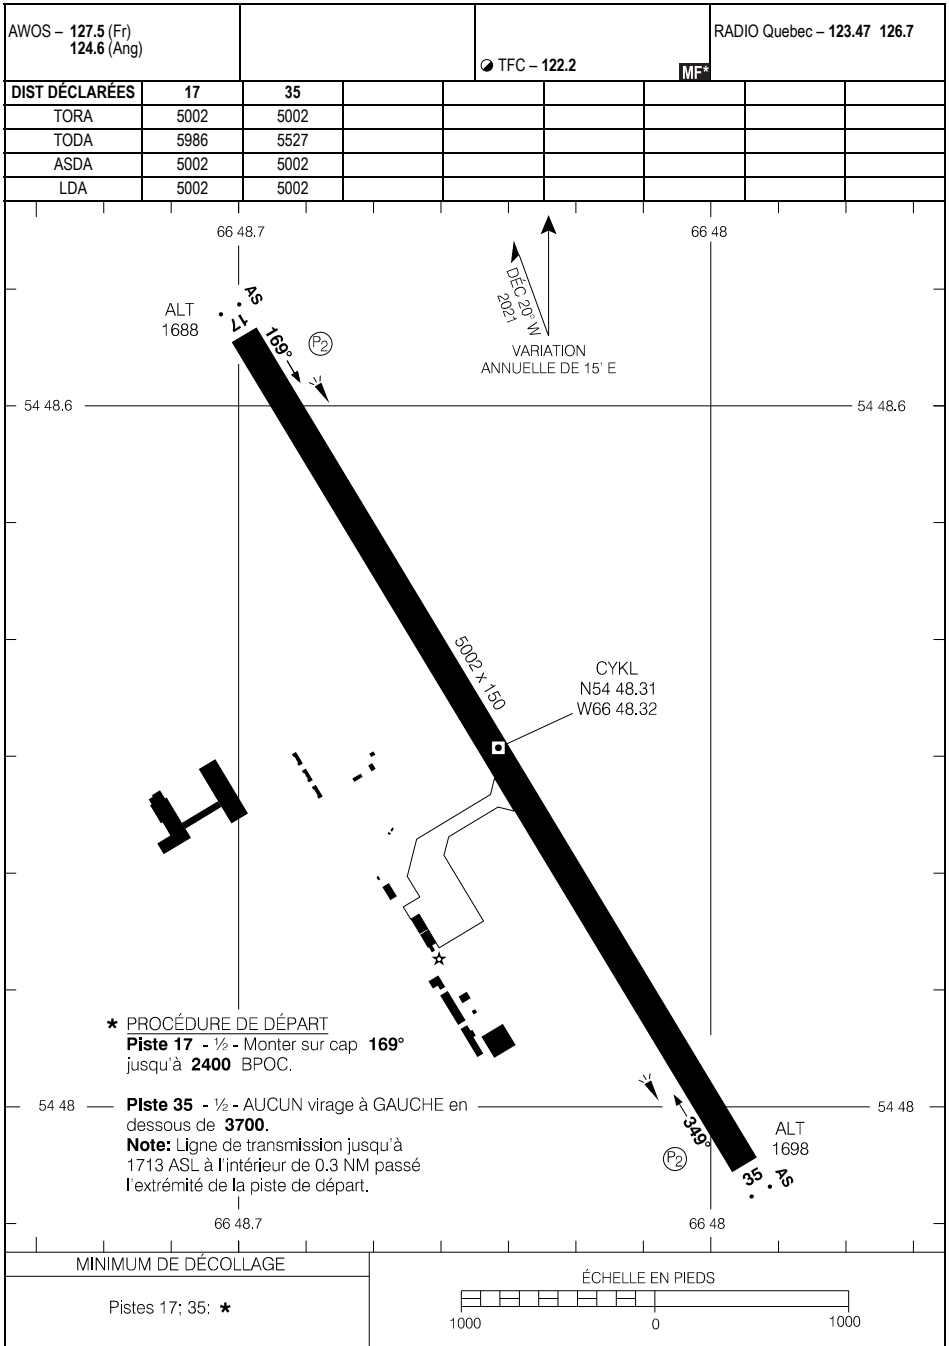 AWOS – 127.5 (Fr)
124.6 (Ang)
TFC – 122.2
MF*
RADIO Quebec – 123.47 126.7
DIST DÉCLARÉES 17 35
TORA 5002 5002
TODA 5986 5527
ASDA 5002 5002
LDA 5002 5002
66 48.7
66 48
DÉC 20° W
2021
VARIATION
ANNUELLE DE 15' E
ALT
1688
AS
17
169°
P2
54 48.6
54 48.6
5002 x 150
CYKL
N54 48.31
W66 48.32
* PROCÉDURE DE DÉPART
Piste 17 - ½ - Monter sur cap 169°
jusqu'à 2400 BPOC.
54 48
54 48
Piste 35 - ½ - AUCUN virage à GAUCHE en
dessous de 3700.
Note: Ligne de transmission jusqu'à
1713 ASL à l'intérieur de 0.3 NM passé
l'extrémité de la piste de départ.
349°
P2
ALT
1698
35
AS
66 48.7
66 48
MINIMUM DE DÉCOLLAGE
Pistes 17; 35: *
ÉCHELLE EN PIEDS
1000 0 1000